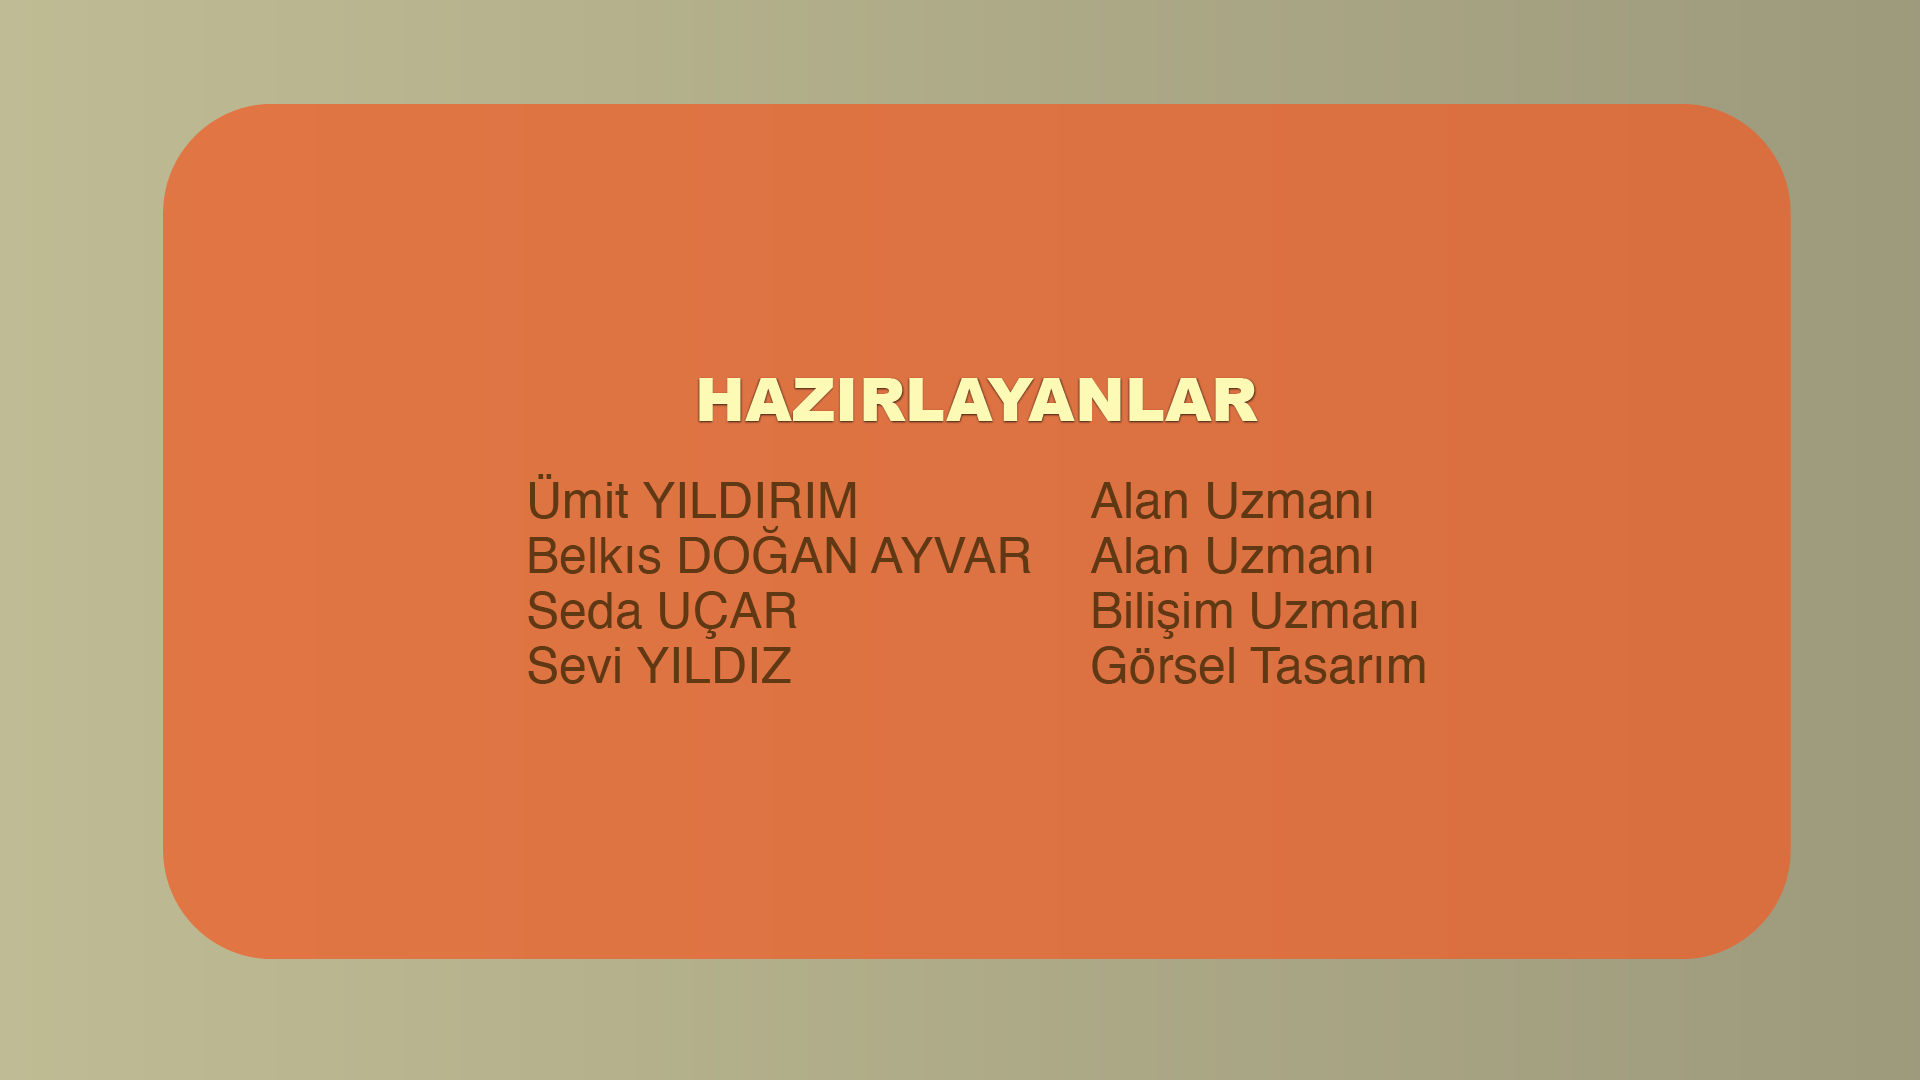 HAZIRLAYANLAR
Ümit YILDIRIM Alan Uzmanı
Belkıs DOĞAN AYVAR Alan Uzmanı
Seda UÇAR Bilişim Uzmanı
Sevi YILDIZ Görsel Tasarım